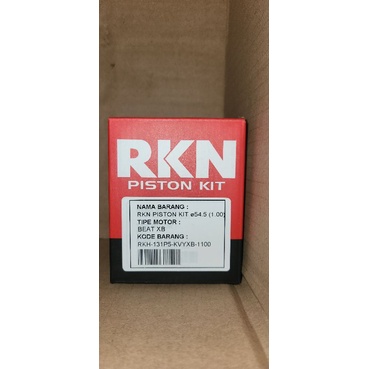 RKN
PISTON KIT
NAMA BARANG :
RKN PISTON KIT ø54.5 (1.00)
TIPE MOTOR :
BEAT XB
KODE BARANG :
RKH-131PS-KVYXB-1100